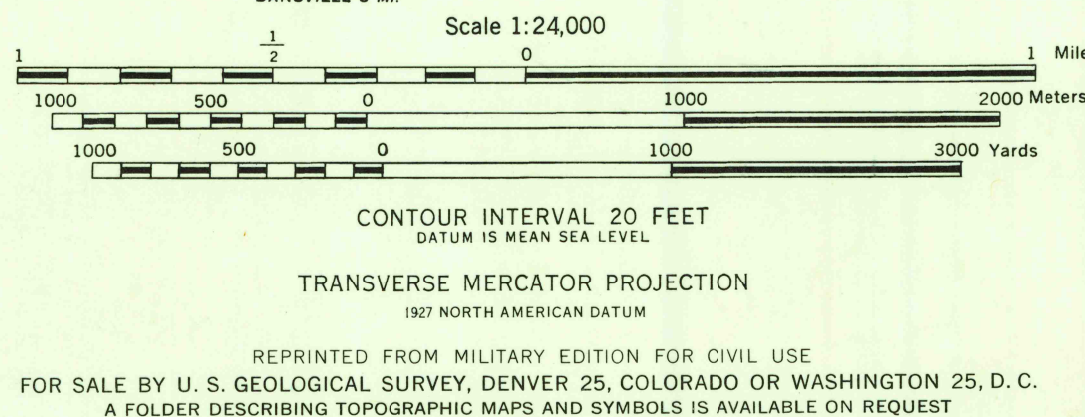 Scale 1:24,000
1 1/2 0 1 Mile
1000 500 0 1000 2000 Meters
1000 500 0 1000 3000 Yards
CONTOUR INTERVAL 20 FEET
DATUM IS MEAN SEA LEVEL
TRANSVERSE MERCATOR PROJECTION
1927 NORTH AMERICAN DATUM
REPRINTED FROM MILITARY EDITION FOR CIVIL USE
FOR SALE BY U. S. GEOLOGICAL SURVEY, DENVER 25, COLORADO OR WASHINGTON 25, D. C.
A FOLDER DESCRIBING TOPOGRAPHIC MAPS AND SYMBOLS IS AVAILABLE ON REQUEST